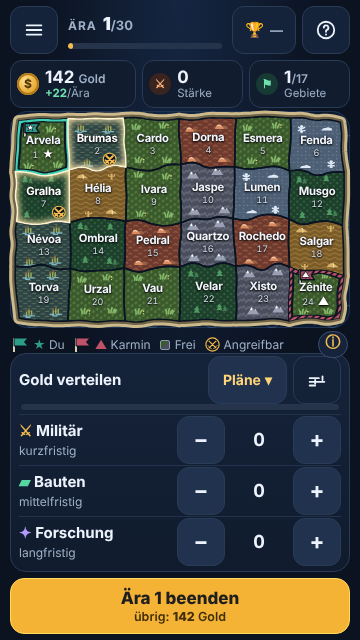 ÄRA 1/30
🏆 —
142 Gold
+22/Ära
0
Stärke
1/17
Gebiete
Arvela
1 ★
Brumas
2
Cardo
3
Dorna
4
Esmera
5
Fenda
6
Gralha
7
Hélia
8
Ivara
9
Jaspe
10
Lumen
11
Musgo
12
Névoa
13
Ombral
14
Pedral
15
Quartzo
16
Rochedo
17
Salgar
18
Torva
19
Urzal
20
Vau
21
Velar
22
Xisto
23
Zênite
24 ▲
★ Du ▲ Karmin Frei Angreifbar
Gold verteilen
Pläne ▾
Militär
kurzfristig
− 0 +
Bauten
mittelfristig
− 0 +
Forschung
langfristig
− 0 +
Ära 1 beenden
übrig: 142 Gold